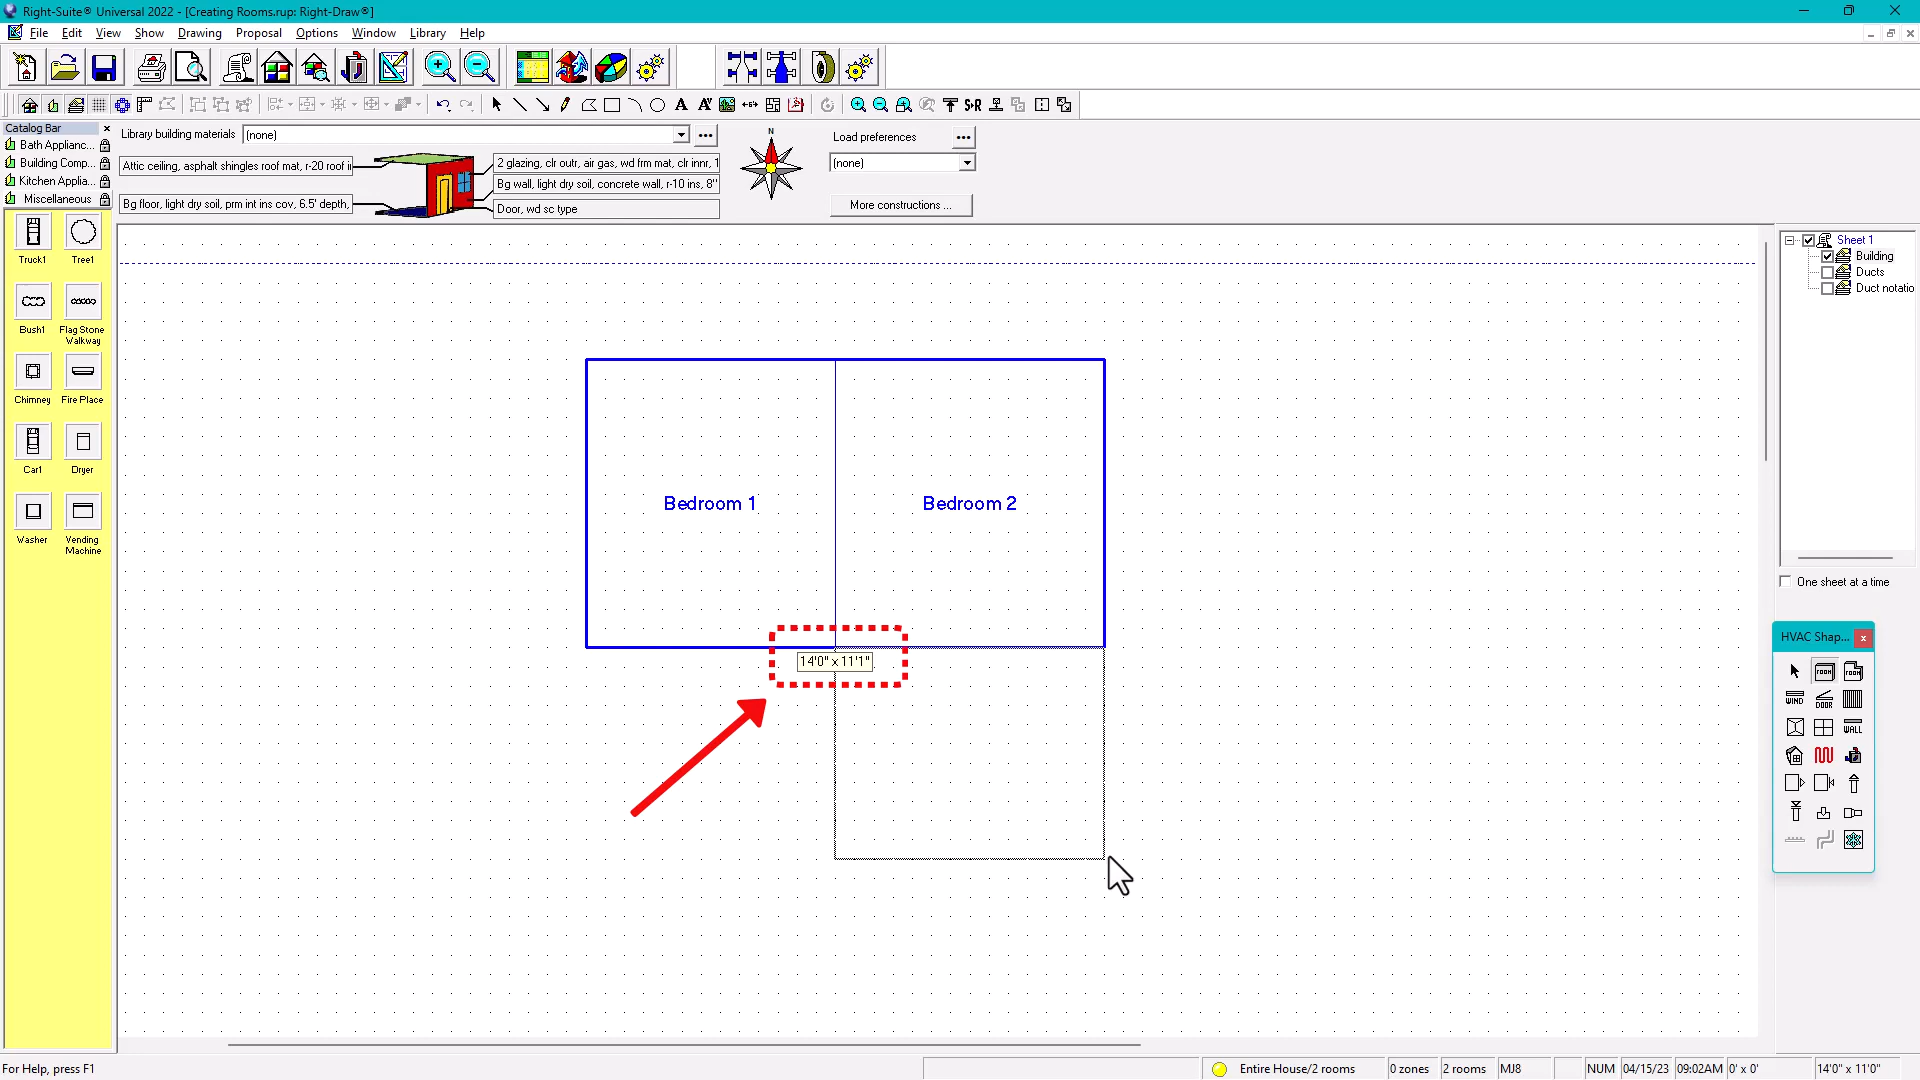 Right-Suite® Universal 2022 - [Creating Rooms.rup: Right-Draw®]
File Edit View Show Drawing Proposal Options Window Library Help
A A S-R
Catalog Bar
Bath Applianc...
Building Comp...
Kitchen Applia...
Miscellaneous
Library building materials (none)
Attic ceiling, asphalt shingles roof mat, r-20 roof i
Bg floor, light dry soil, prm int ins cov, 6.5' depth,
2 glazing, clr outr, air gas, wd frm mat, clr innr, 1
Bg wall, light dry soil, concrete wall, r-10 ins, 8"
Door, wd sc type
N
Load preferences
(none)
More constructions ...
Truck1 Tree1
Bush1 Flag Stone Walkway
Chimney Fire Place
Car1 Dryer
Washer Vending Machine
Bedroom 1
Bedroom 2
14'0" x 11'1"
Sheet 1
Building
Ducts
Duct notatio
One sheet at a time
HVAC Shap...
ROOM ROOM
WIND DOOR
WALL
For Help, press F1
Entire House/2 rooms 0 zones 2 rooms MJ8 NUM 04/15/23 09:02AM 0' x 0' 14'0" x 11'0"